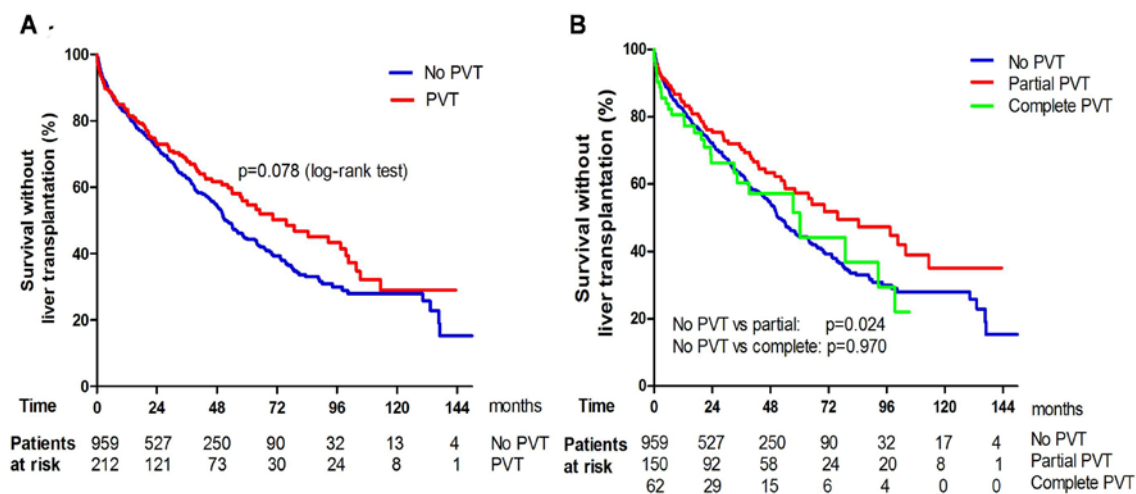 A
Survival without
liver transplantation (%)
100
80
60
40
20
0
No PVT
PVT
p=0.078 (log-rank test)
Time
0 24 48 72 96 120 144 months
Patients at risk
959 527 250 90 32 13 4 No PVT
212 121 73 30 24 8 1 PVT
B
Survival without
liver transplantation (%)
100
80
60
40
20
0
No PVT
Partial PVT
Complete PVT
No PVT vs partial: p=0.024
No PVT vs complete: p=0.970
Time
0 24 48 72 96 120 144 months
Patients at risk
959 527 250 90 32 17 4 No PVT
150 92 58 24 20 8 1 Partial PVT
62 29 15 6 4 0 0 Complete PVT